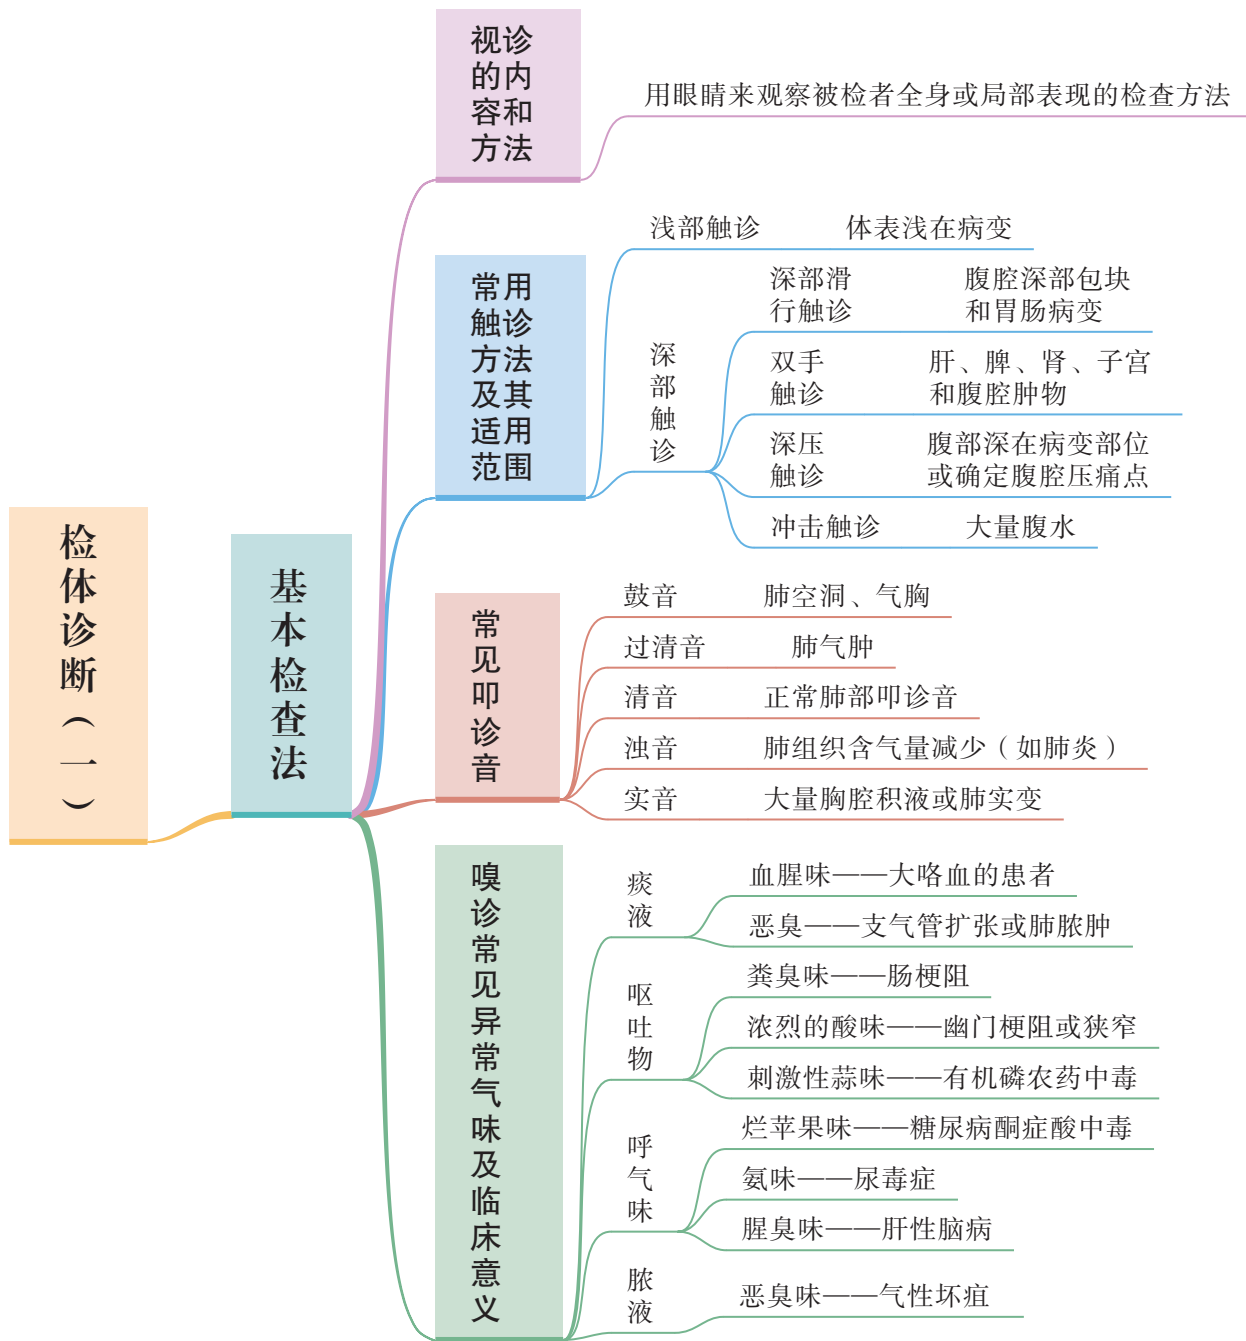 检体诊断（一）
基本检查法
视诊
的内
容和
方法
用眼睛来观察被检者全身或局部表现的检查方法
常用
触诊
方法
及其
适用
范围
浅部触诊 体表浅在病变
深部触诊
深部滑
行触诊
腹腔深部包块
和胃肠病变
双手
触诊
肝、脾、肾、子宫
和腹腔肿物
深压
触诊
腹部深在病变部位
或确定腹腔压痛点
冲击触诊 大量腹水
常见叩诊音
鼓音 肺空洞、气胸
过清音 肺气肿
清音 正常肺部叩诊音
浊音 肺组织含气量减少（如肺炎）
实音 大量胸腔积液或肺实变
嗅诊常见异常气味及临床意义
痰液
血腥味——大咯血的患者
恶臭——支气管扩张或肺脓肿
呕吐物
粪臭味——肠梗阻
浓烈的酸味——幽门梗阻或狭窄
刺激性蒜味——有机磷农药中毒
呼气味
烂苹果味——糖尿病酮症酸中毒
氨味——尿毒症
腥臭味——肝性脑病
脓液
恶臭味——气性坏疽